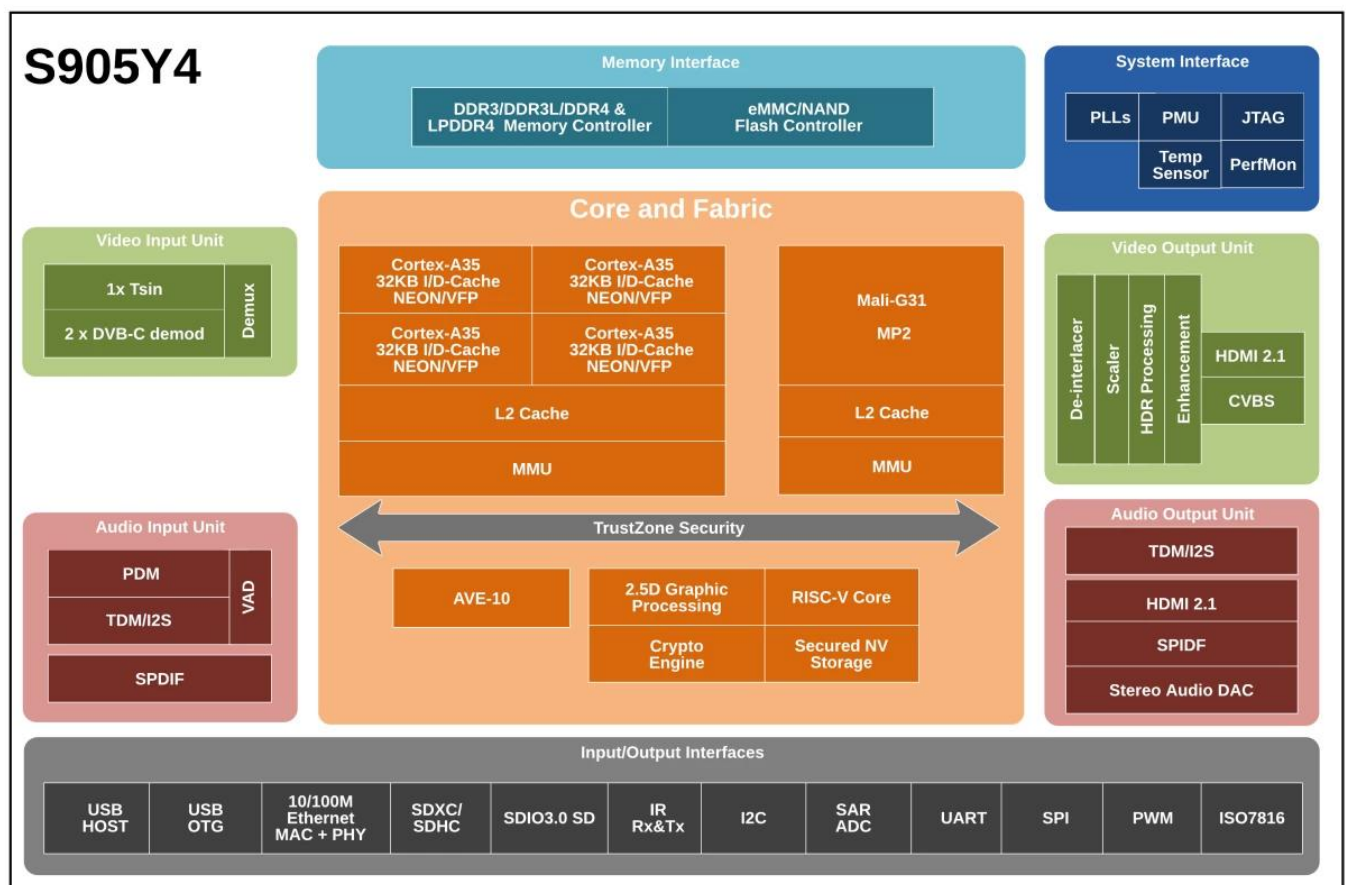 S905Y4
Memory Interface
DDR3/DDR3L/DDR4 &
LPDDR4 Memory Controller
eMMC/NAND
Flash Controller
System Interface
PLLs
PMU
JTAG
Temp
Sensor
PerfMon
Video Input Unit
1x Tsin
2 x DVB-C demod
Demux
Core and Fabric
Cortex-A35
32KB I/D-Cache
NEON/VFP
Cortex-A35
32KB I/D-Cache
NEON/VFP
Cortex-A35
32KB I/D-Cache
NEON/VFP
Cortex-A35
32KB I/D-Cache
NEON/VFP
L2 Cache
MMU
Mali-G31
MP2
L2 Cache
MMU
TrustZone Security
AVE-10
2.5D Graphic
Processing
RISC-V Core
Crypto
Engine
Secured NV
Storage
Video Output Unit
De-interlacer
Scaler
HDR Processing
Enhancement
HDMI 2.1
CVBS
Audio Input Unit
PDM
TDM/I2S
VAD
SPDIF
Audio Output Unit
TDM/I2S
HDMI 2.1
SPIDF
Stereo Audio DAC
Input/Output Interfaces
USB
HOST
USB
OTG
10/100M
Ethernet
MAC + PHY
SDXC/
SDHC
SDIO3.0 SD
IR
Rx&Tx
I2C
SAR
ADC
UART
SPI
PWM
ISO7816